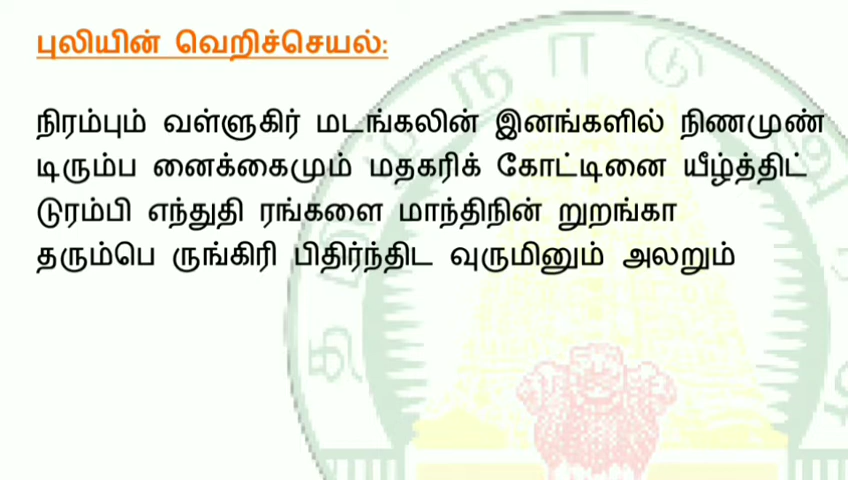 புலியின் வெறிச்செயல்:
நிரம்பும் வள்ளுகிர் மடங்கலின் இனங்களில் நிணமுண்
டிரும்ப னைக்கைமும் மதகரிக் கோட்டினை யீழ்த்திட்
டுரம்பி எந்துதி ரங்களை மாந்திநின் றுறங்கா
தரும்பெ ருங்கிரி பிதிர்ந்திட வுருமினும் அலறும்